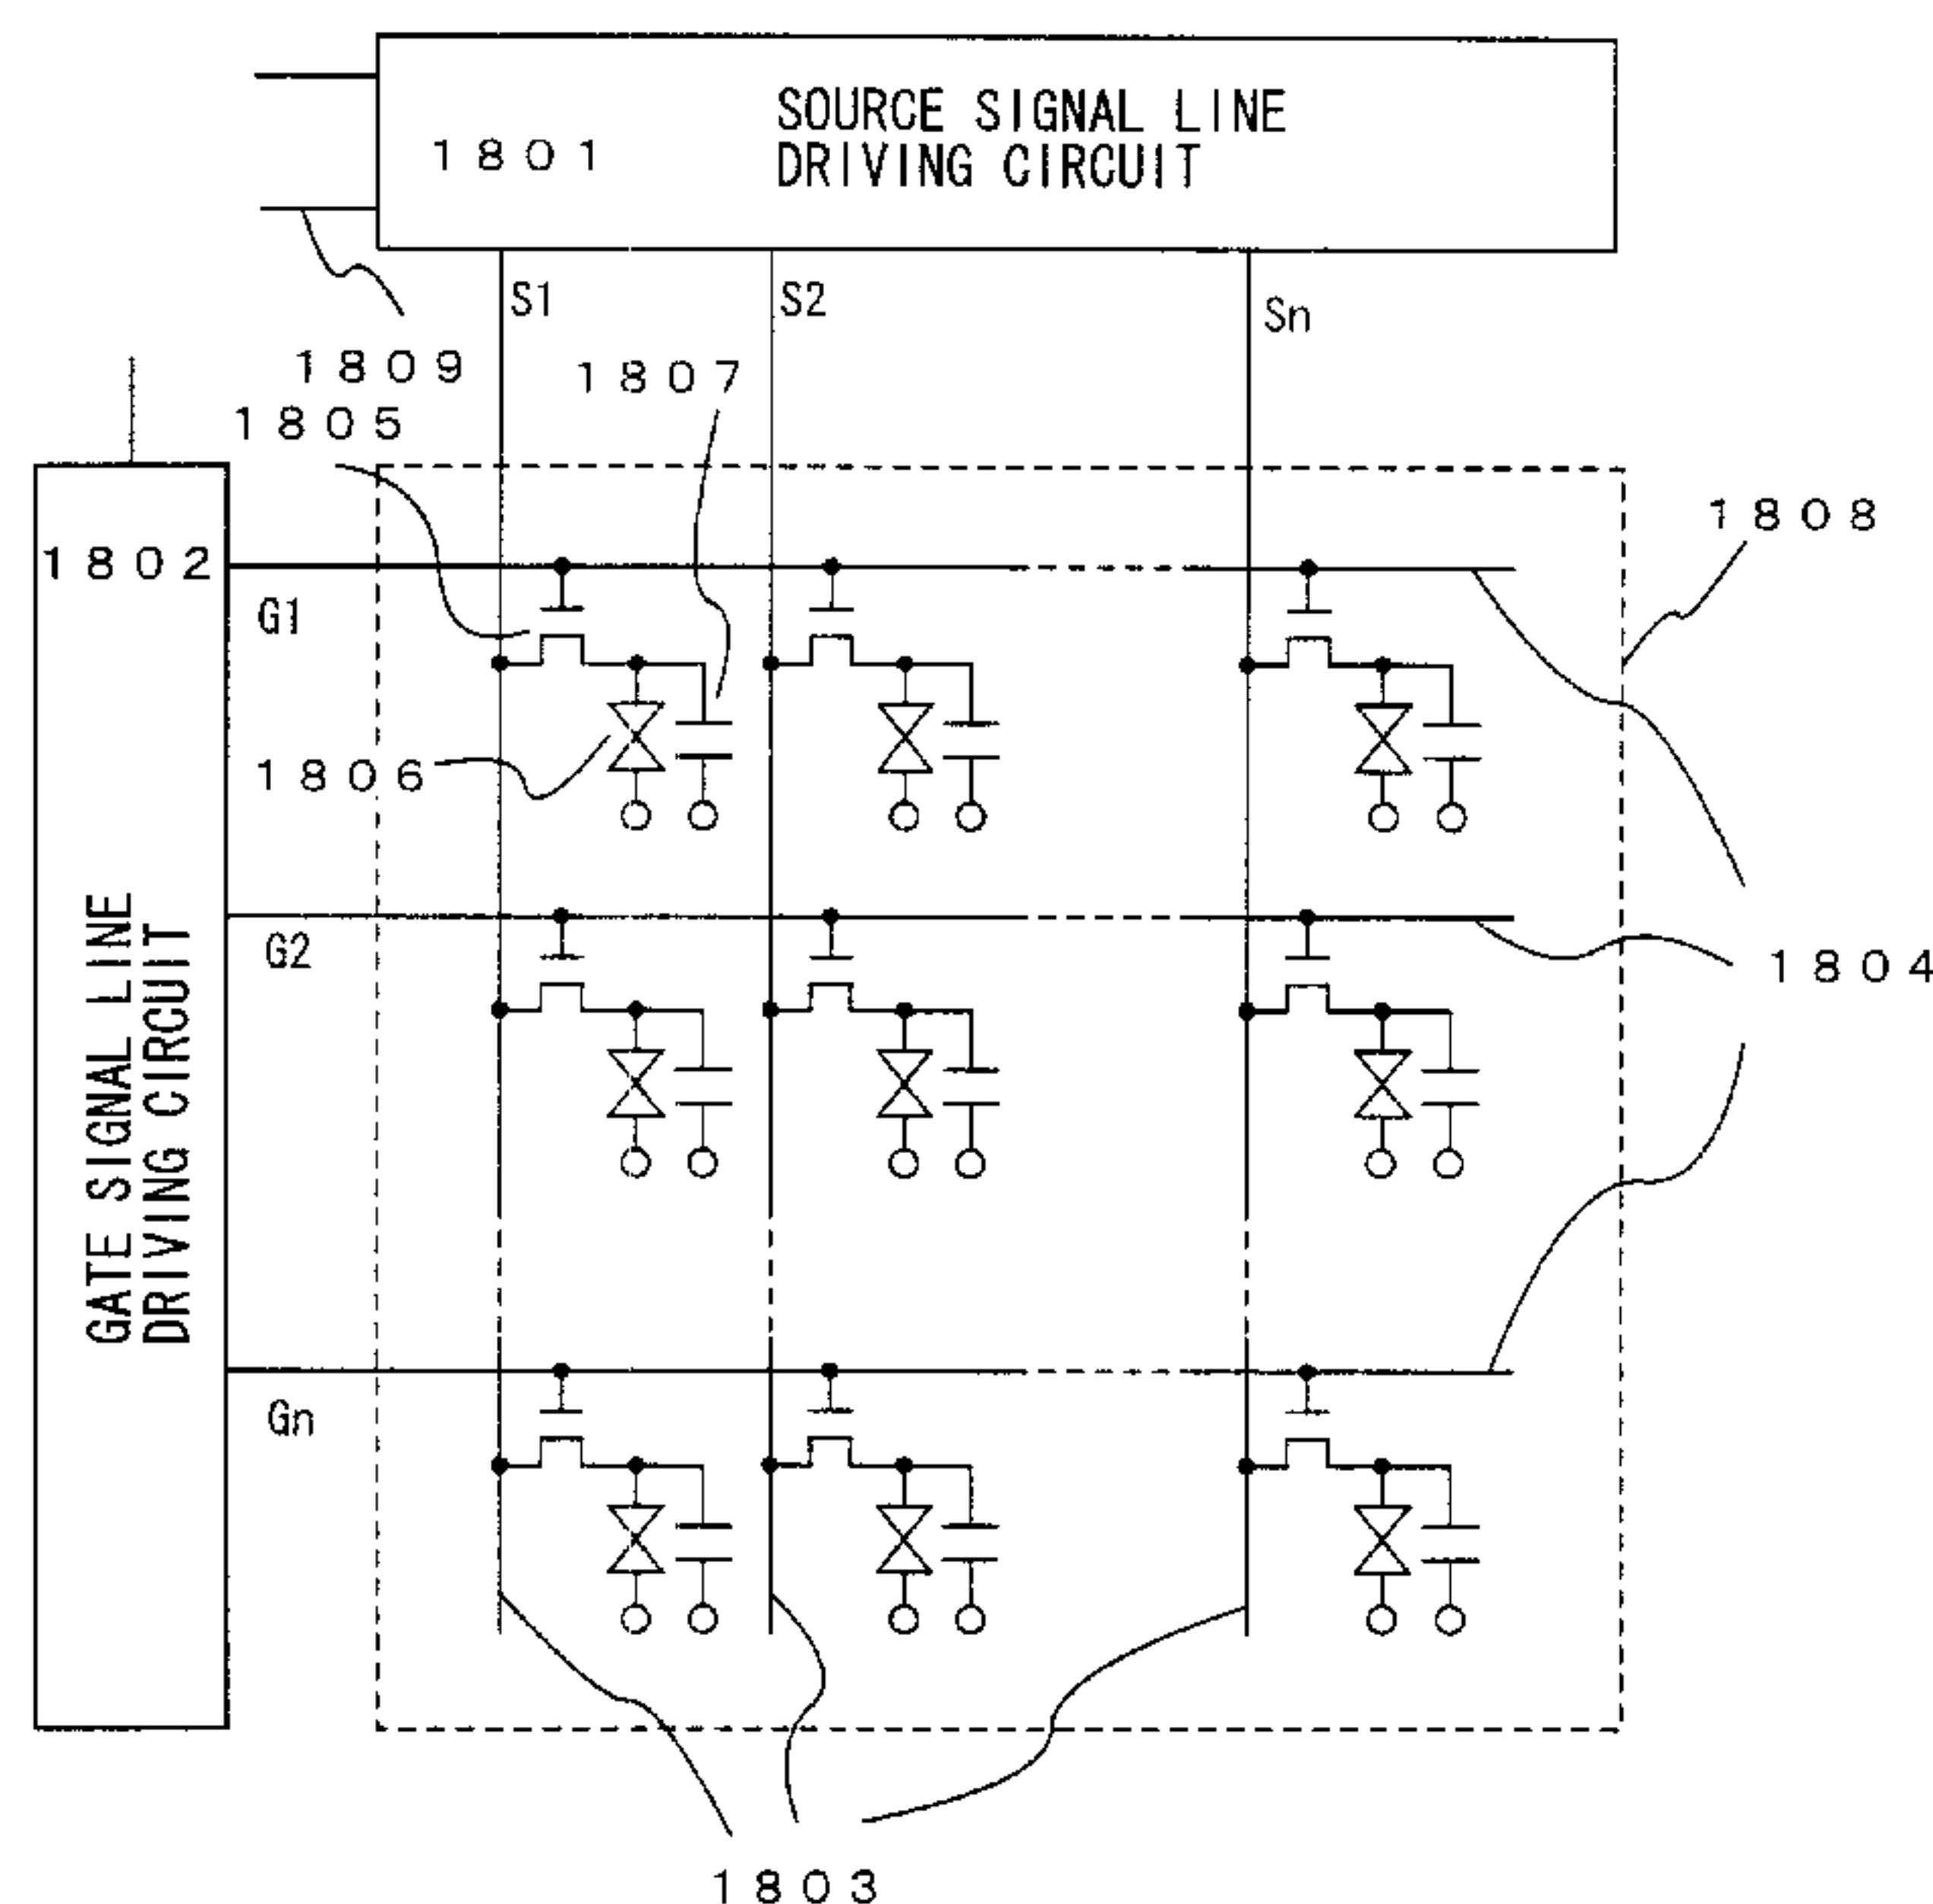 SOURCE SIGNAL LINE
1801
DRIVING CIRCUIT
S1
S2
Sn
1809
1807
1805
1808
1802
G1
1806
G2
1804
GATE SIGNAL LINE
DRIVING CIRCUIT
Gn
1803